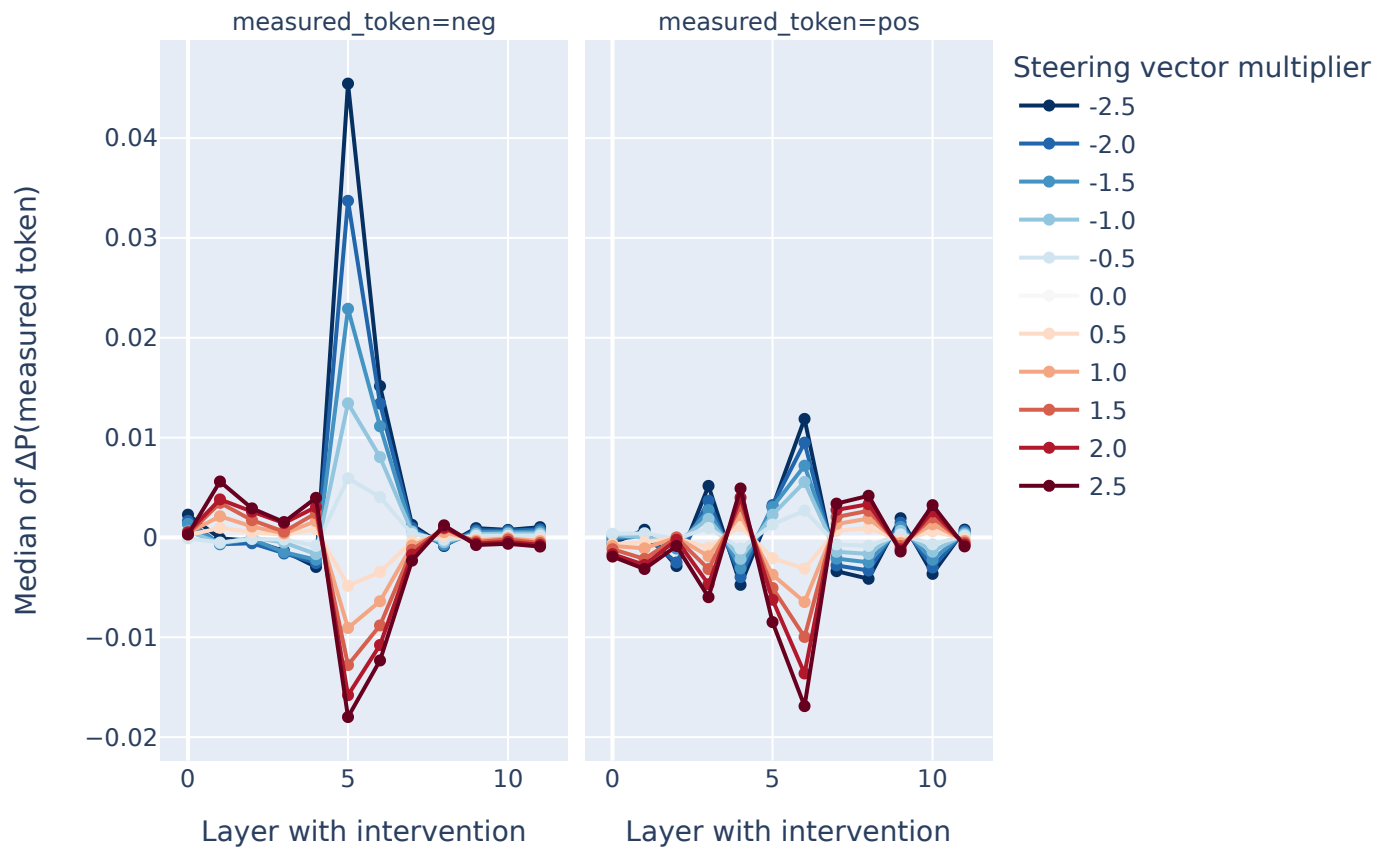 measured_token=neg
measured_token=pos
Steering vector multiplier
-2.5
-2.0
-1.5
-1.0
-0.5
0.0
0.5
1.0
1.5
2.0
2.5
Median of ΔP(measured token)
0.04
0.03
0.02
0.01
0
−0.01
−0.02
0 5 10
0 5 10
Layer with intervention
Layer with intervention